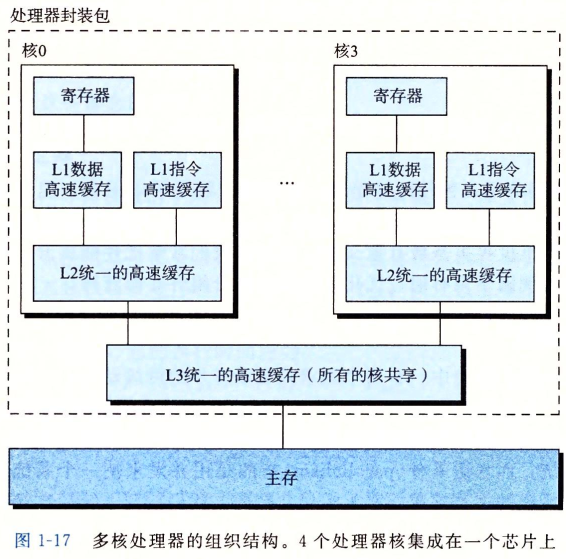 处理器封装包
核0
核3
寄存器
寄存器
L1数据
高速缓存
L1指令
高速缓存
…
L1数据
高速缓存
L1指令
高速缓存
L2统一的高速缓存
L2统一的高速缓存
L3统一的高速缓存（所有的核共享）
主存
图 1-17 多核处理器的组织结构。4 个处理器核集成在一个芯片上